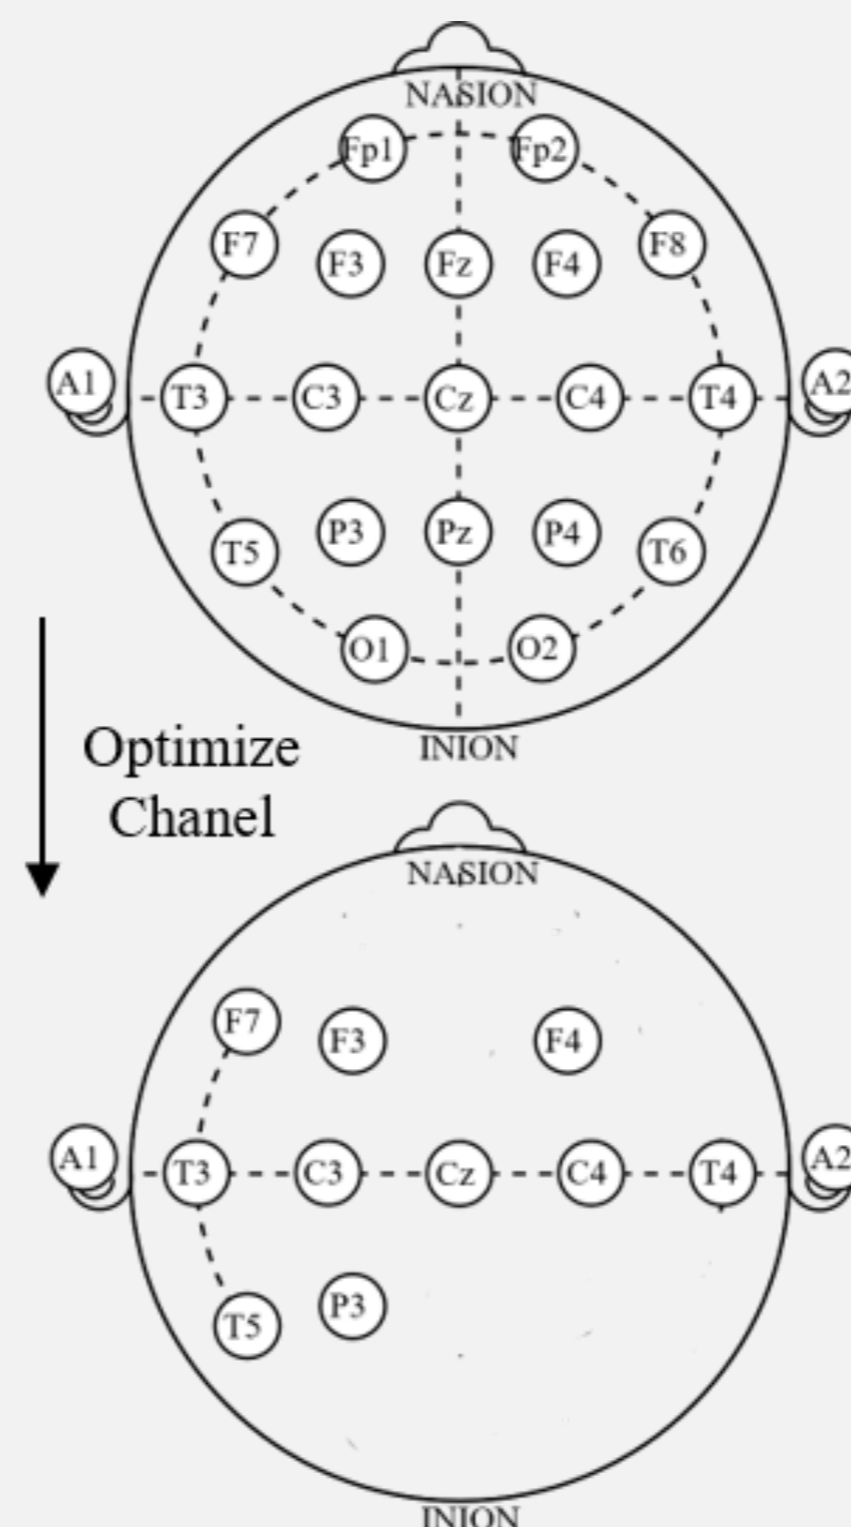 NASION
Fp1 Fp2
F7 F3 Fz F4 F8
A1 T3 C3 Cz C4 T4 A2
T5 P3 Pz P4 T6
O1 O2
INION
Optimize
Chanel
NASION
F7 F3 F4
A1 T3 C3 Cz C4 T4 A2
T5 P3
INION